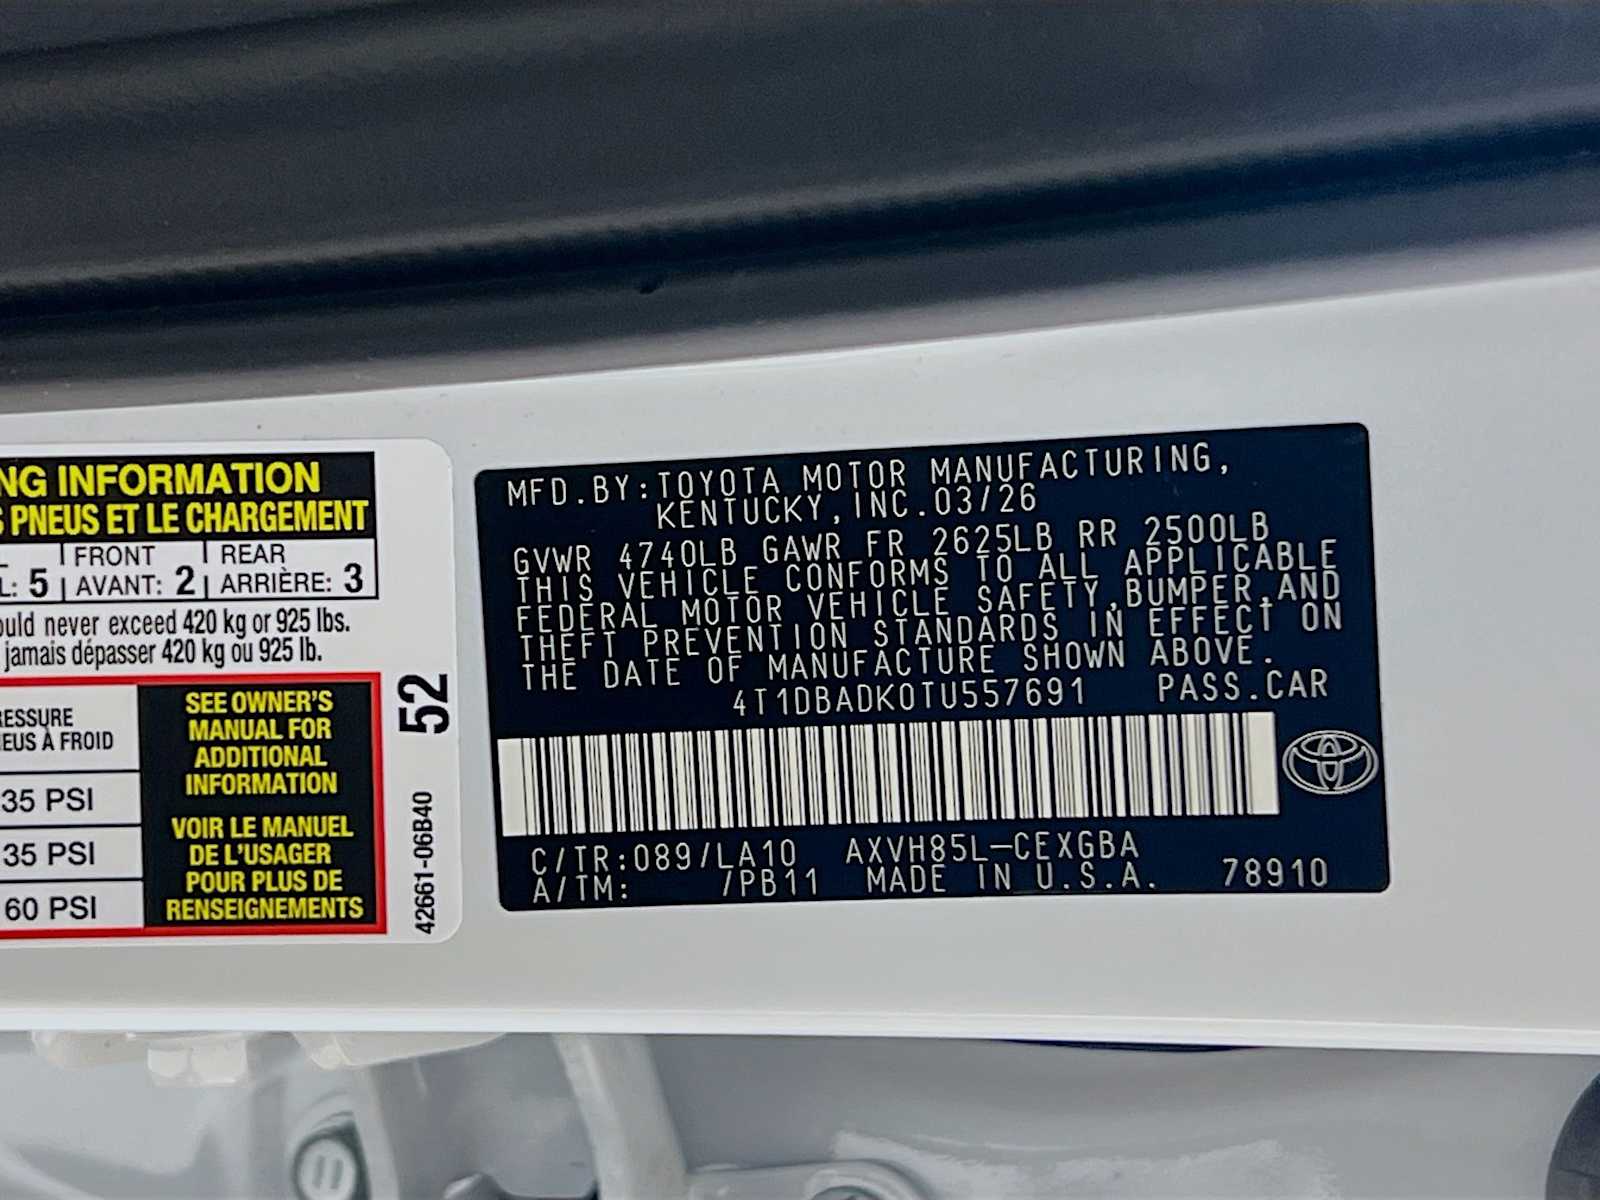 NG INFORMATION
PNEUS ET LE CHARGEMENT
FRONT REAR
L: 5 AVANT: 2 ARRIÈRE: 3
ould never exceed 420 kg or 925 lbs.
jamais dépasser 420 kg ou 925 lb.
RESSURE
NEUS À FROID
35 PSI
35 PSI
60 PSI
SEE OWNER'S
MANUAL FOR
ADDITIONAL
INFORMATION
VOIR LE MANUEL
DE L'USAGER
POUR PLUS DE
RENSEIGNEMENTS
52
42661-06B40
MFD.BY:TOYOTA MOTOR MANUFACTURING,
KENTUCKY,INC.03/26
GVWR 4740LB GAWR FR 2625LB RR 2500LB
THIS VEHICLE CONFORMS TO ALL APPLICABLE
FEDERAL MOTOR VEHICLE SAFETY,BUMPER,AND
THEFT PREVENTION STANDARDS IN EFFECT ON
THE DATE OF MANUFACTURE SHOWN ABOVE.
4T1DBADK0TU557691 PASS.CAR
C/TR:089/LA10 AXVH85L-CEXGBA
A/TM: /PB11 MADE IN U.S.A. 78910